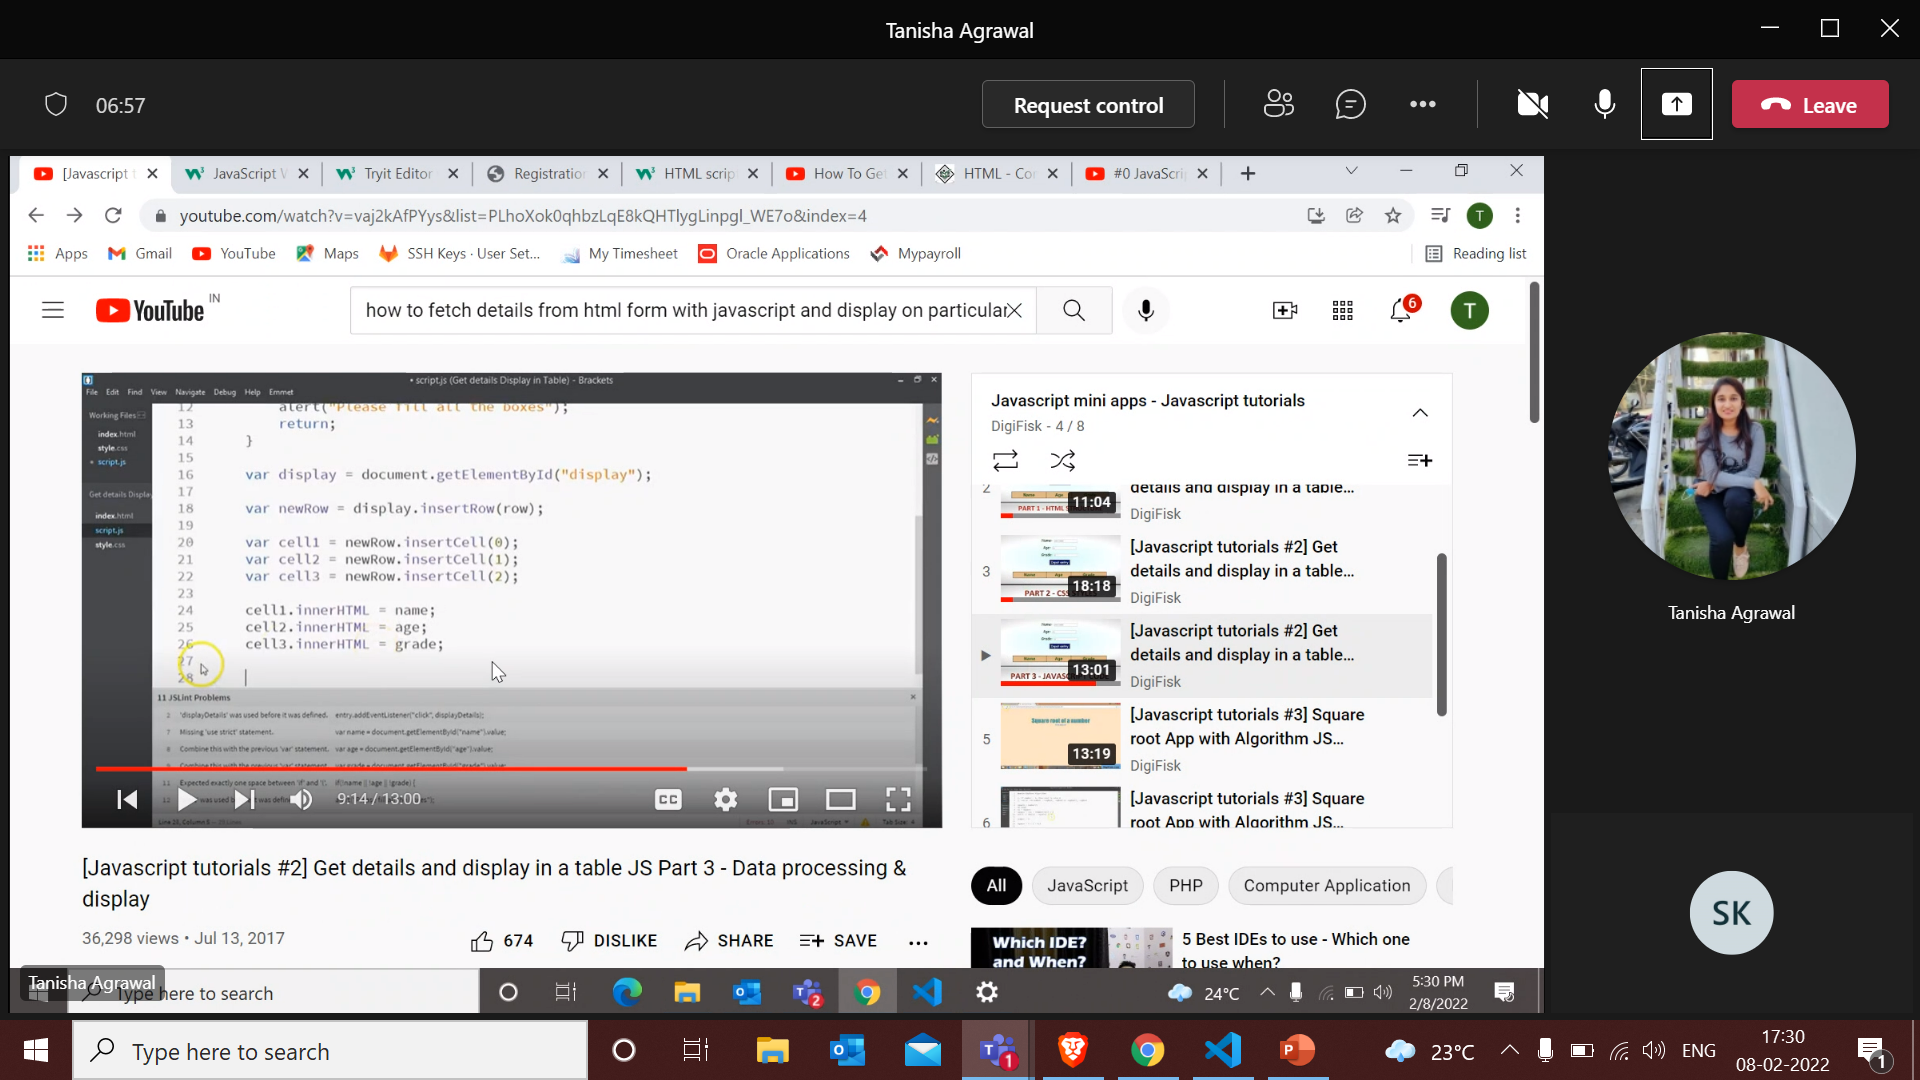 Tanisha Agrawal
06:57
Request control
Leave
[Javascript t
JavaScript V
Tryit Editor
Registration
HTML scrip
How To Get
HTML - Co
#0 JavaScri
youtube.com/watch?v=vaj2kAfPYys&list=PLhoXok0qhbzLqE8kQHTlygLinpgl_WE7o&index=4
T
Apps
Gmail
YouTube
Maps
SSH Keys · User Set...
My Timesheet
Oracle Applications
Mypayroll
Reading list
YouTube IN
how to fetch details from html form with javascript and display on particular
6
T
• script.js (Get details Display in Table) - Brackets
File Edit Find View Navigate Debug Help Emmet
Working Files
index.html
style.css
• script.js
Get details Display
index.html
script.js
style.css
12 alert("Please fill all the boxes");
13 return;
14 }
15
16 var display = document.getElementById("display");
17
18 var newRow = display.insertRow(row);
19
20 var cell1 = newRow.insertCell(0);
21 var cell2 = newRow.insertCell(1);
22 var cell3 = newRow.insertCell(2);
23
24 cell1.innerHTML = name;
25 cell2.innerHTML = age;
26 cell3.innerHTML = grade;
27
28
11 JSLint Problems
2 'displayDetails' was used before it was defined. entry.addEventListener("click", displayDetails);
7 Missing 'use strict' statement. var name = document.getElementById("name").value;
8 Combine this with the previous 'var' statement. var age = document.getElementById("age").value;
9 Combine this with the previous 'var' statement. var grade = document.getElementById("grade").value;
11 Expected exactly one space between 'if' and '('. if(!name || !age || !grade) {
9:14 / 13:00
CC
Javascript mini apps - Javascript tutorials
DigiFisk - 4 / 8
2
PART 1 - HTML
11:04
details and display in a table...
DigiFisk
3
PART 2 - CSS
18:18
[Javascript tutorials #2] Get
details and display in a table...
DigiFisk
PART 3 - JAVASCRIPT
13:01
[Javascript tutorials #2] Get
details and display in a table...
DigiFisk
5
Square root of a number
13:19
[Javascript tutorials #3] Square
root App with Algorithm JS...
DigiFisk
6
[Javascript tutorials #3] Square
root App with Algorithm JS...
[Javascript tutorials #2] Get details and display in a table JS Part 3 - Data processing &
display
36,298 views • Jul 13, 2017
674
DISLIKE
SHARE
SAVE
All
JavaScript
PHP
Computer Application
Which IDE?
and When?
5 Best IDEs to use - Which one
to use when?
Tanisha Agrawal
SK
Tanisha Agrawal
Type here to search
2
24°C
5:30 PM
2/8/2022
Type here to search
1
23°C
ENG
17:30
08-02-2022
1